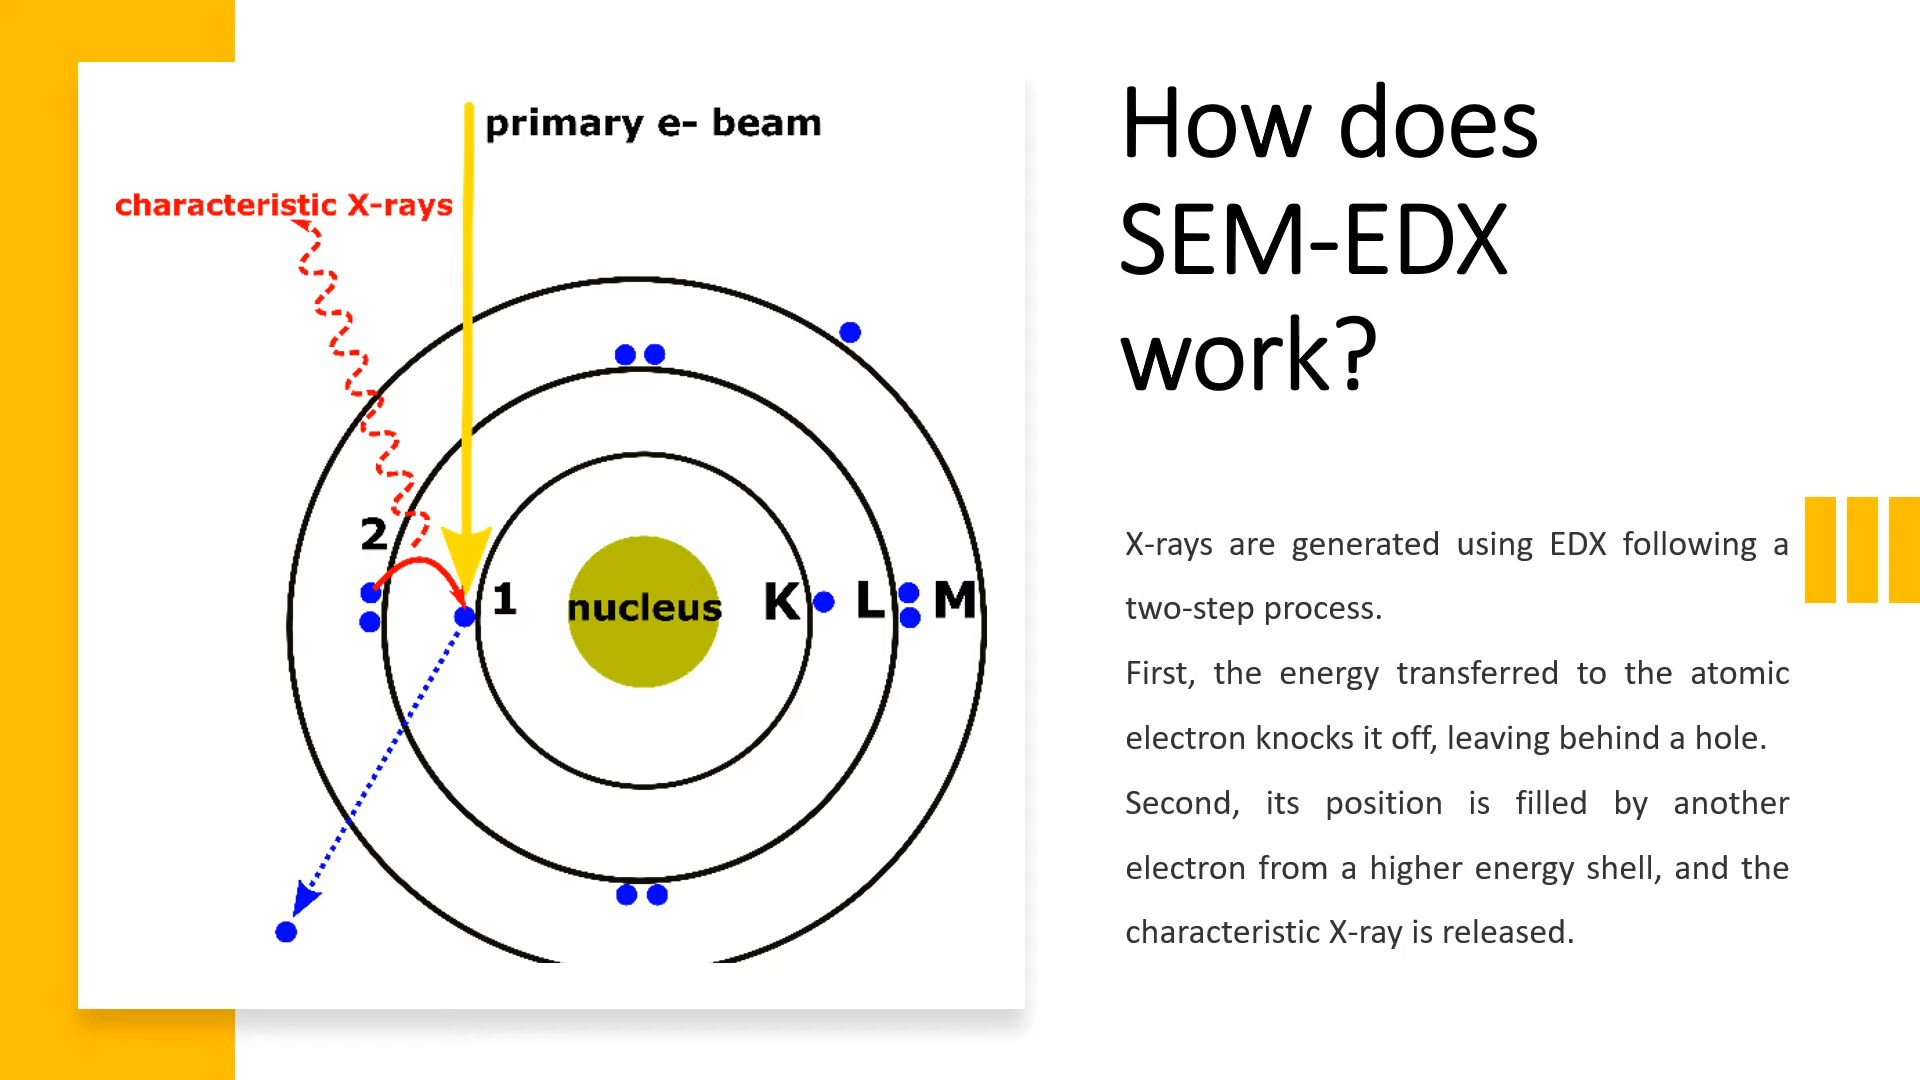 primary e- beam
characteristic X-rays
2
1
nucleus
K
L
M
How does
SEM-EDX
work?
X-rays are generated using EDX following a
two-step process.
First, the energy transferred to the atomic
electron knocks it off, leaving behind a hole.
Second, its position is filled by another
electron from a higher energy shell, and the
characteristic X-ray is released.